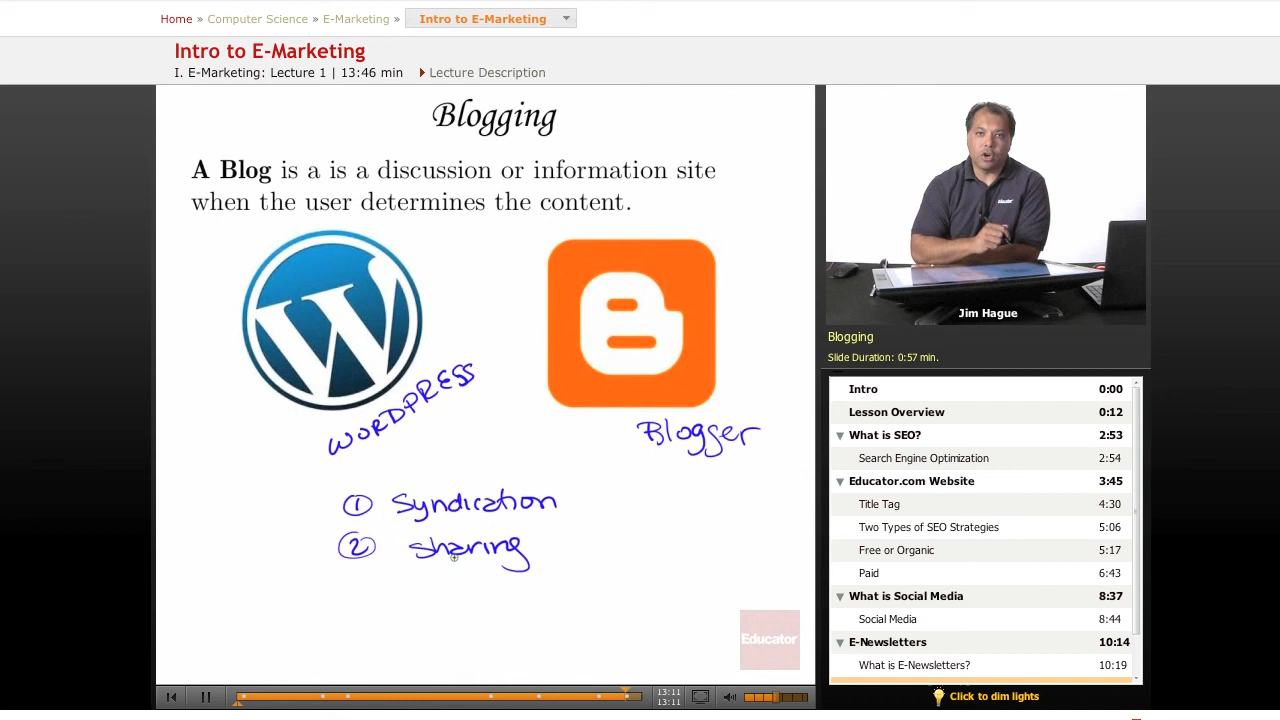 Home » Computer Science » E-Marketing » Intro to E-Marketing
Intro to E-Marketing
I. E-Marketing: Lecture 1 | 13:46 min Lecture Description
Blogging
A Blog is a is a discussion or information site
when the user determines the content.
WORDPRESS
Blogger
1 Syndication
2 sharing
Educator
Educator
Jim Hague
Blogging
Slide Duration: 0:57 min.
Intro 0:00
Lesson Overview 0:12
What is SEO? 2:53
Search Engine Optimization 2:54
Educator.com Website 3:45
Title Tag 4:30
Two Types of SEO Strategies 5:06
Free or Organic 5:17
Paid 6:43
What is Social Media 8:37
Social Media 8:44
E-Newsletters 10:14
What is E-Newsletters? 10:19
13:11
13:11
Click to dim lights